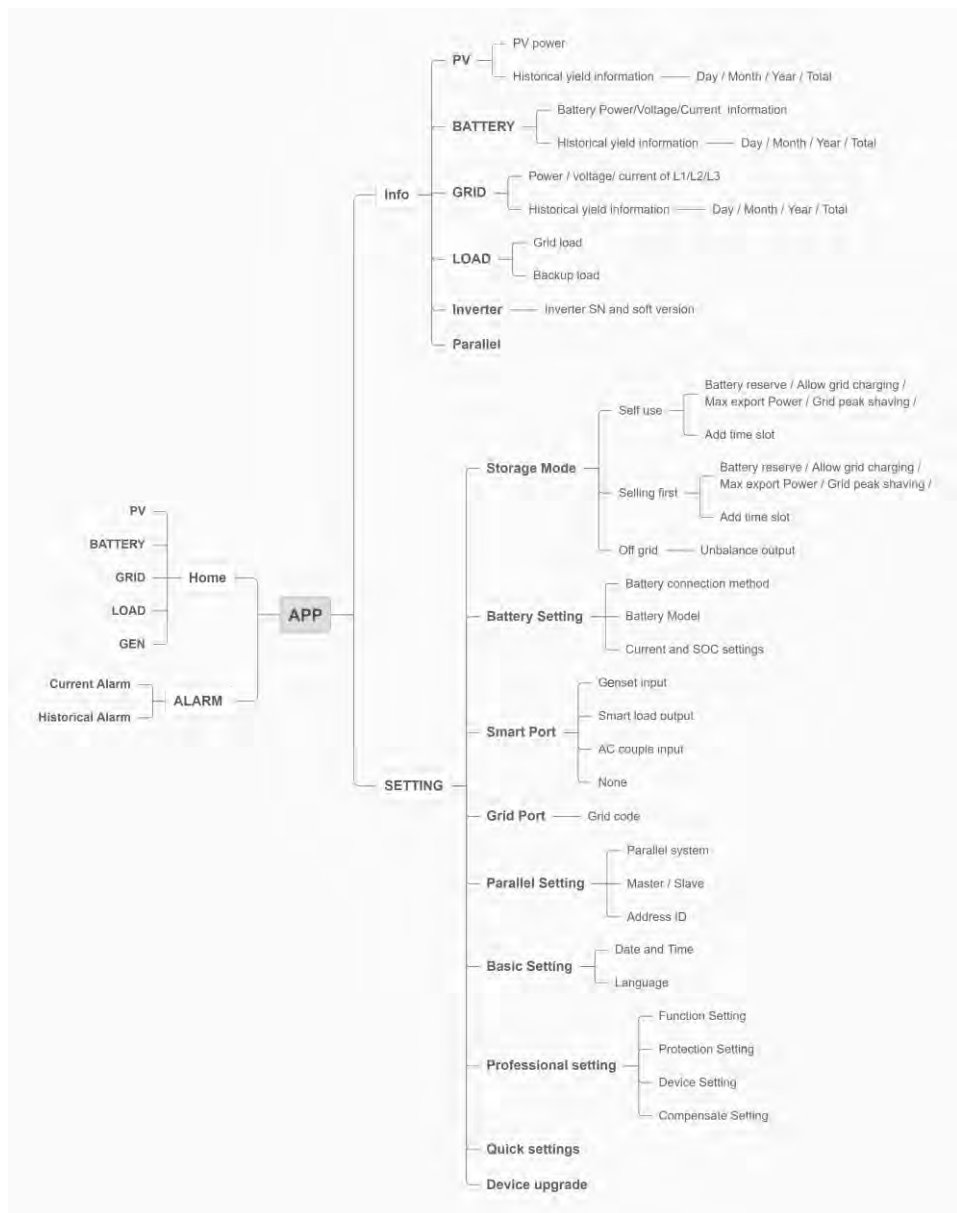 PV
PV power
Historical yield information
Day / Month / Year / Total
BATTERY
Battery Power/Voltage/Current information
Historical yield information
Day / Month / Year / Total
Info
GRID
Power / voltage/ current of L1/L2/L3
Historical yield information
Day / Month / Year / Total
LOAD
Grid load
Backup load
Inverter
Inverter SN and soft version
Parallel
Storage Mode
Self use
Battery reserve / Allow grid charging /
Max export Power / Grid peak shaving /
Add time slot
Selling first
Battery reserve / Allow grid charging /
Max export Power / Grid peak shaving /
Add time slot
Off grid
Unbalance output
PV
BATTERY
GRID
LOAD
GEN
Home
APP
Current Alarm
Historical Alarm
ALARM
SETTING
Battery Setting
Battery connection method
Battery Model
Current and SOC settings
Smart Port
Genset input
Smart load output
AC couple input
None
Grid Port
Grid code
Parallel Setting
Parallel system
Master / Slave
Address ID
Basic Setting
Date and Time
Language
Professional setting
Function Setting
Protection Setting
Device Setting
Compensate Setting
Quick settings
Device upgrade